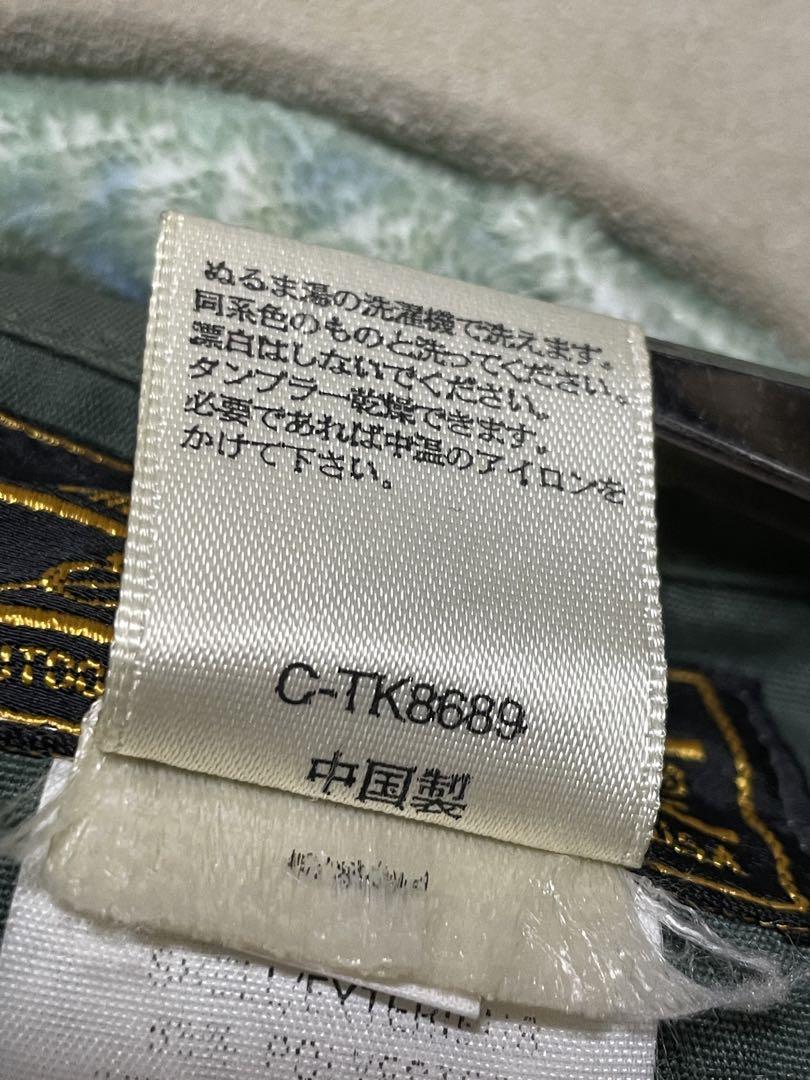 ぬるま湯の洗濯機で洗えます。
同系色のものと洗ってください。
漂白はしないでください。
タンブラー乾燥できます。
必要であれば中温のアイロンを
かけて下さい。
C-TK8689
中国製